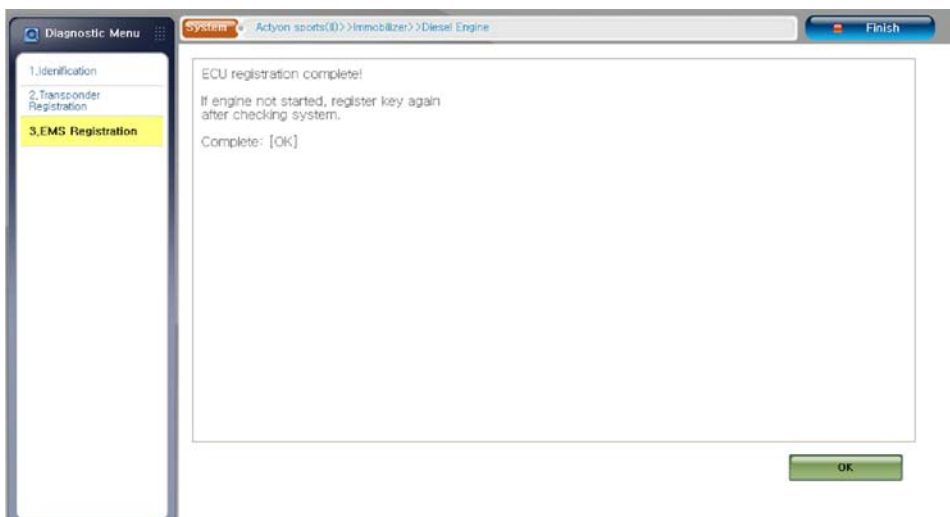 Diagnostic Menu
System
Actyon sports(ID)>>Immobilizer>>Diesel Engine
Finish
1.Idenification
2.Transponder
Registration
3.EMS Registration
ECU registration complete!
If engine not started, register key again
after checking system.
Complete: [OK]
OK